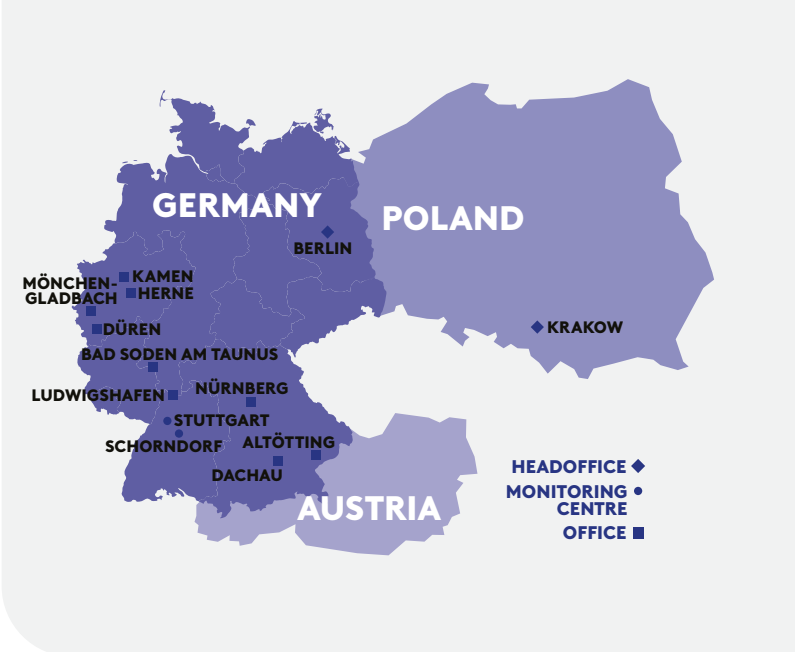 GERMANY
POLAND
BERLIN
KAMEN
MÖNCHEN-
GLADBACH
HERNE
DÜREN
KRAKOW
BAD SODEN AM TAUNUS
LUDWIGSHAFEN
NÜRNBERG
STUTTGART
SCHORNDORF
ALTÖTTING
DACHAU
AUSTRIA
HEADOFFICE
MONITORING
CENTRE
OFFICE